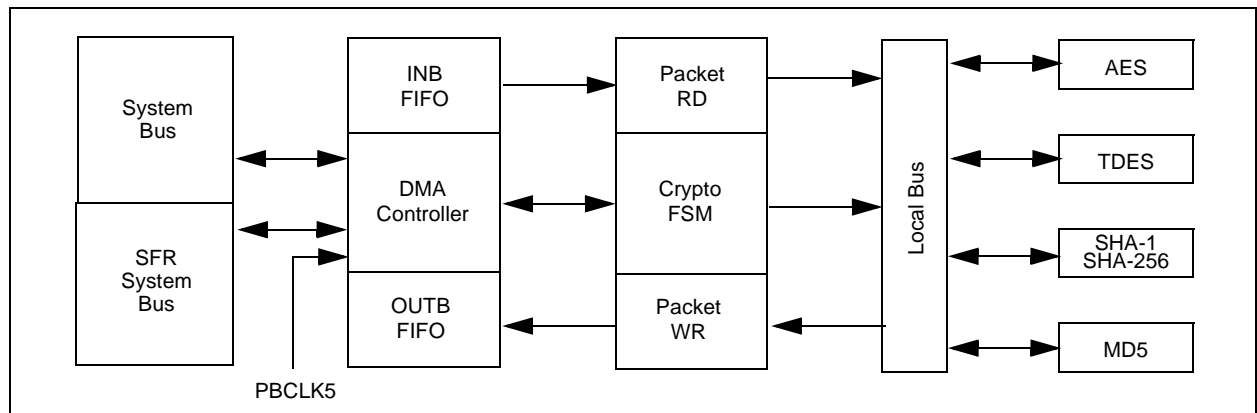 System
Bus
SFR
System
Bus
INB
FIFO
DMA
Controller
OUTB
FIFO
PBCLK5
Packet
RD
Crypto
FSM
Packet
WR
Local Bus
AES
TDES
SHA-1
SHA-256
MD5